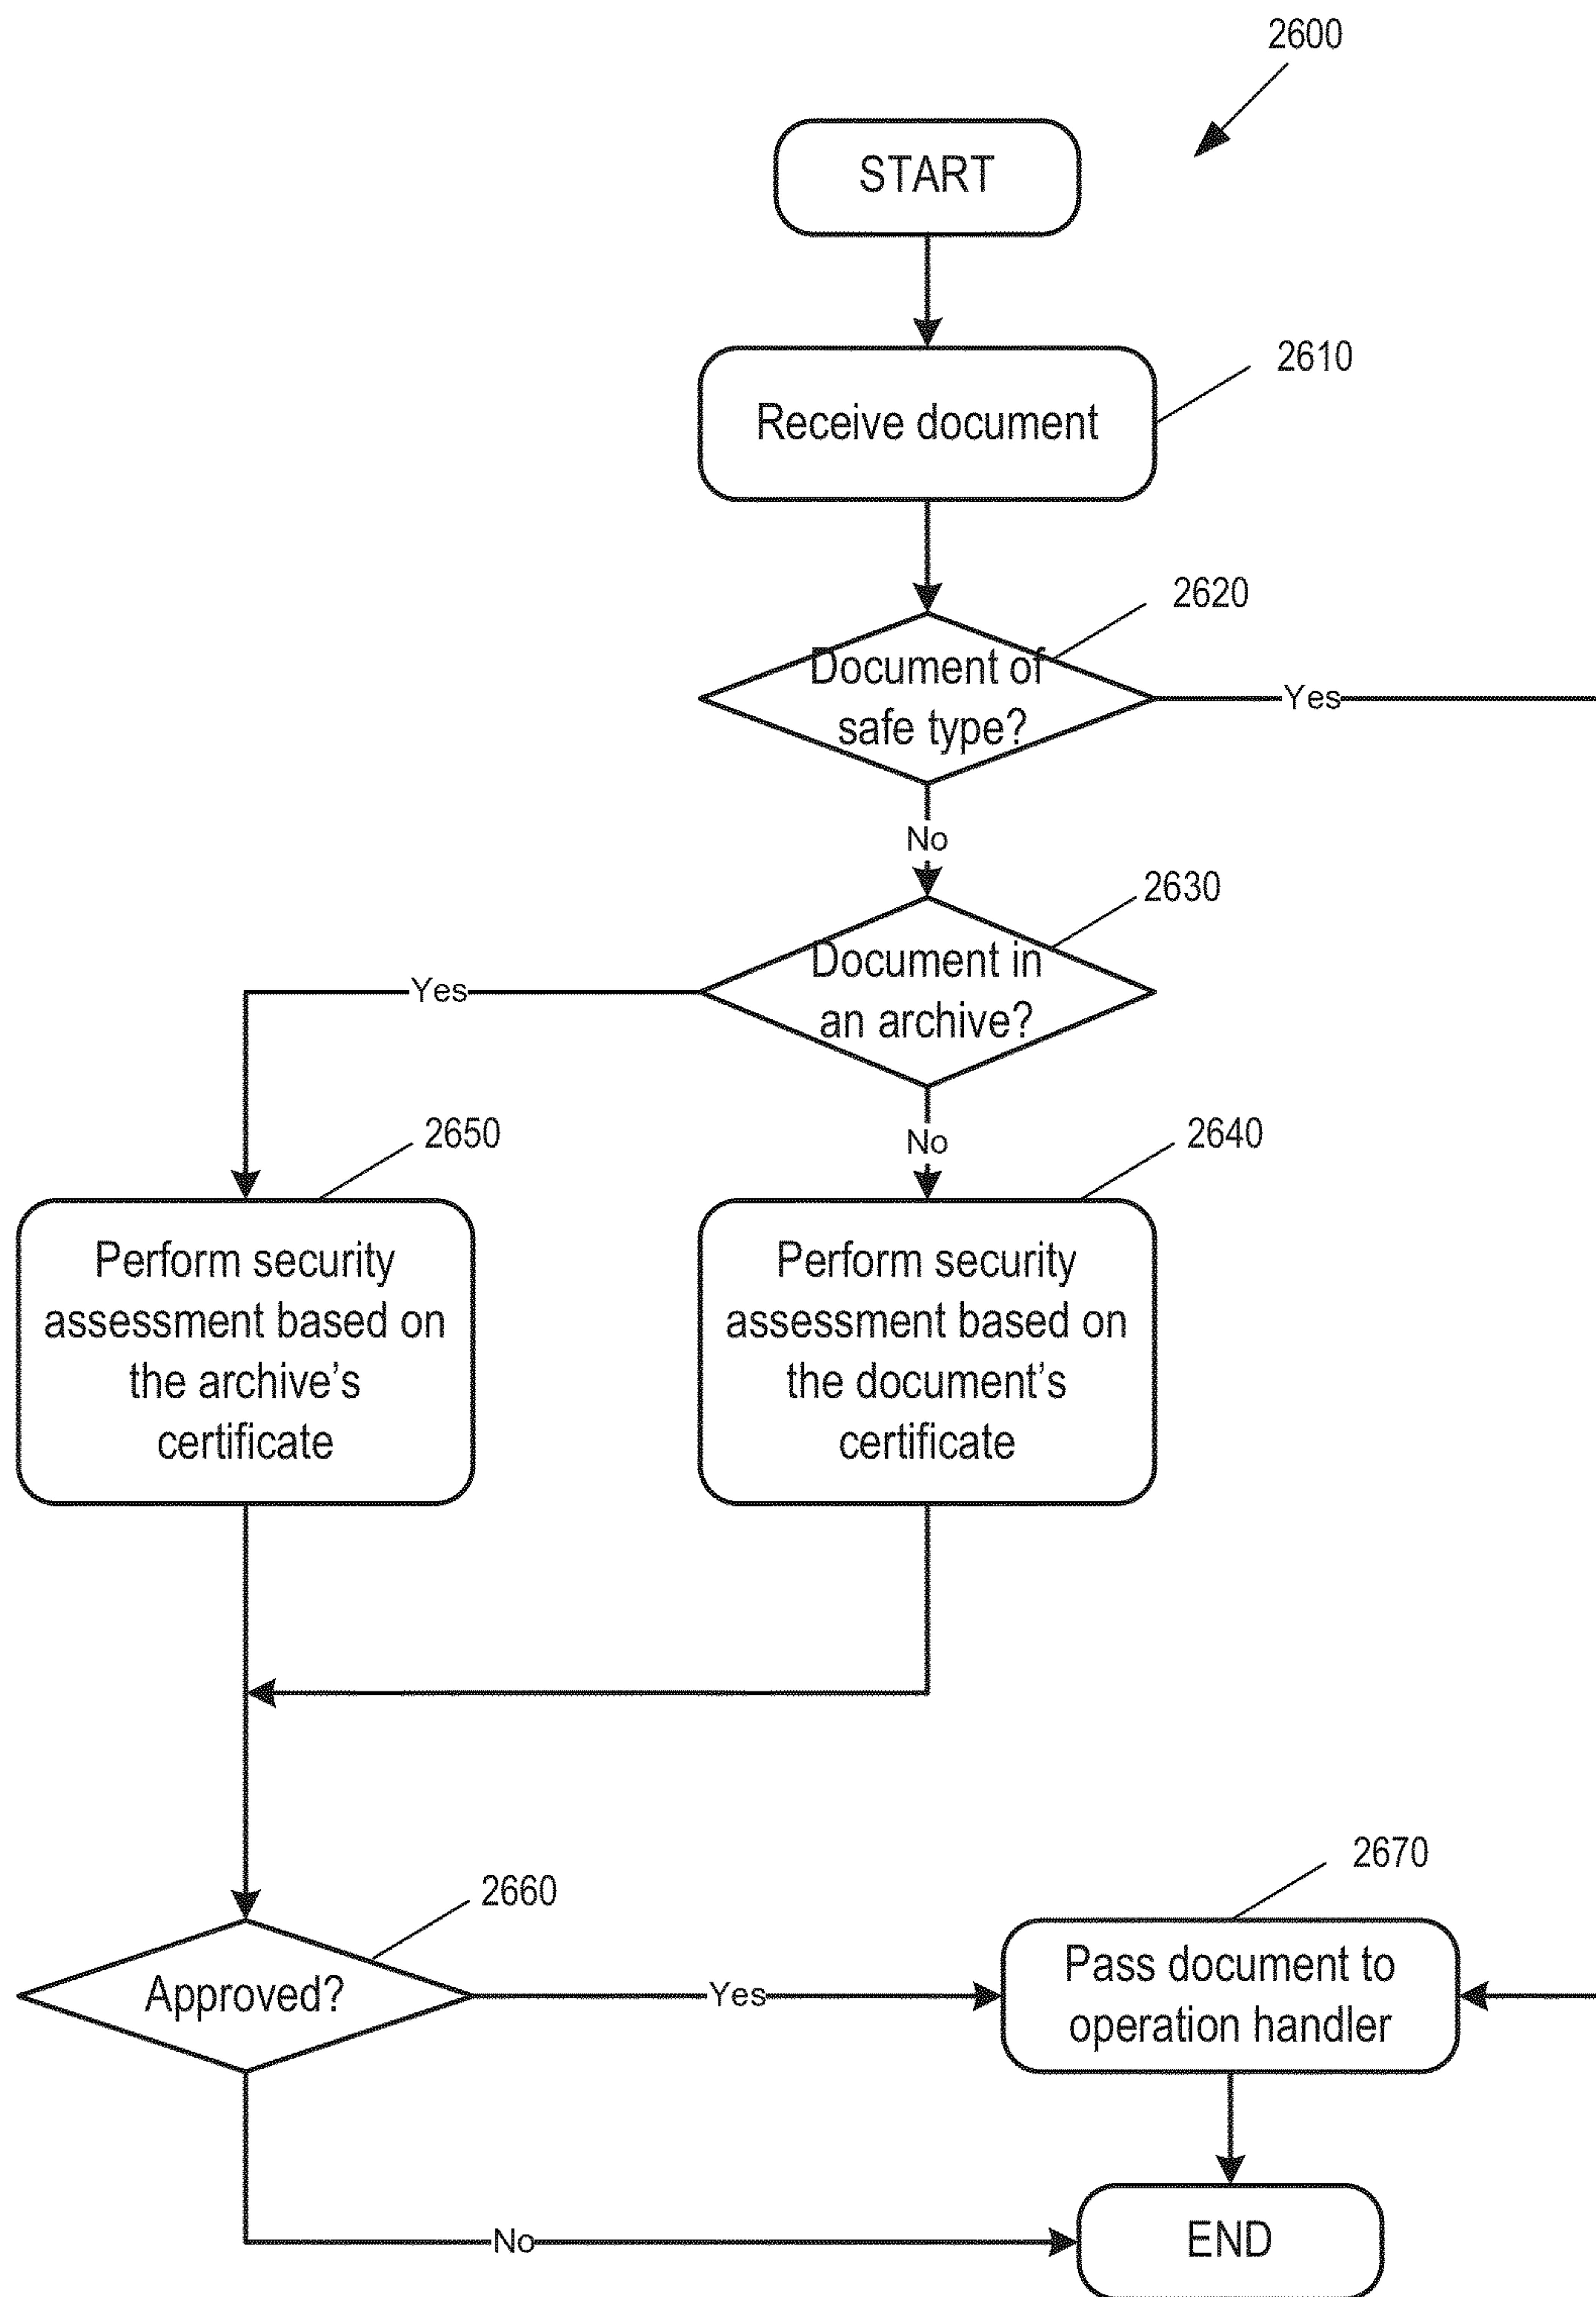 2600
START
2610
Receive document
2620
Document of
safe type?
Yes
No
2630
Document in
an archive?
Yes
No
2650
2640
Perform security
assessment based on
the archive's
certificate
Perform security
assessment based on
the document's
certificate
2660
2670
Approved?
Yes
Pass document to
operation handler
No
END